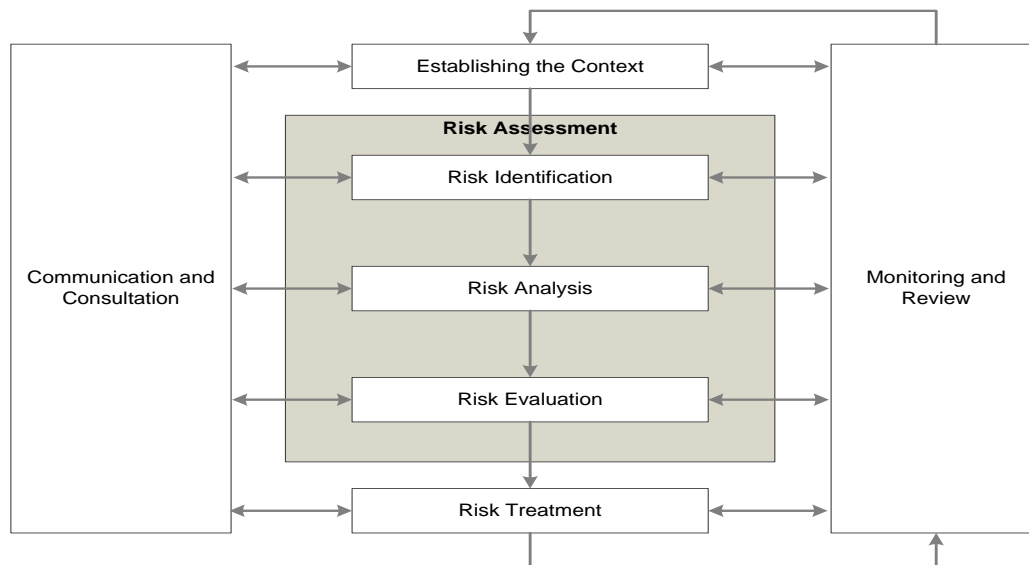 Establishing the Context
Risk Assessment
Risk Identification
Communication and
Consultation
Risk Analysis
Monitoring and
Review
Risk Evaluation
Risk Treatment